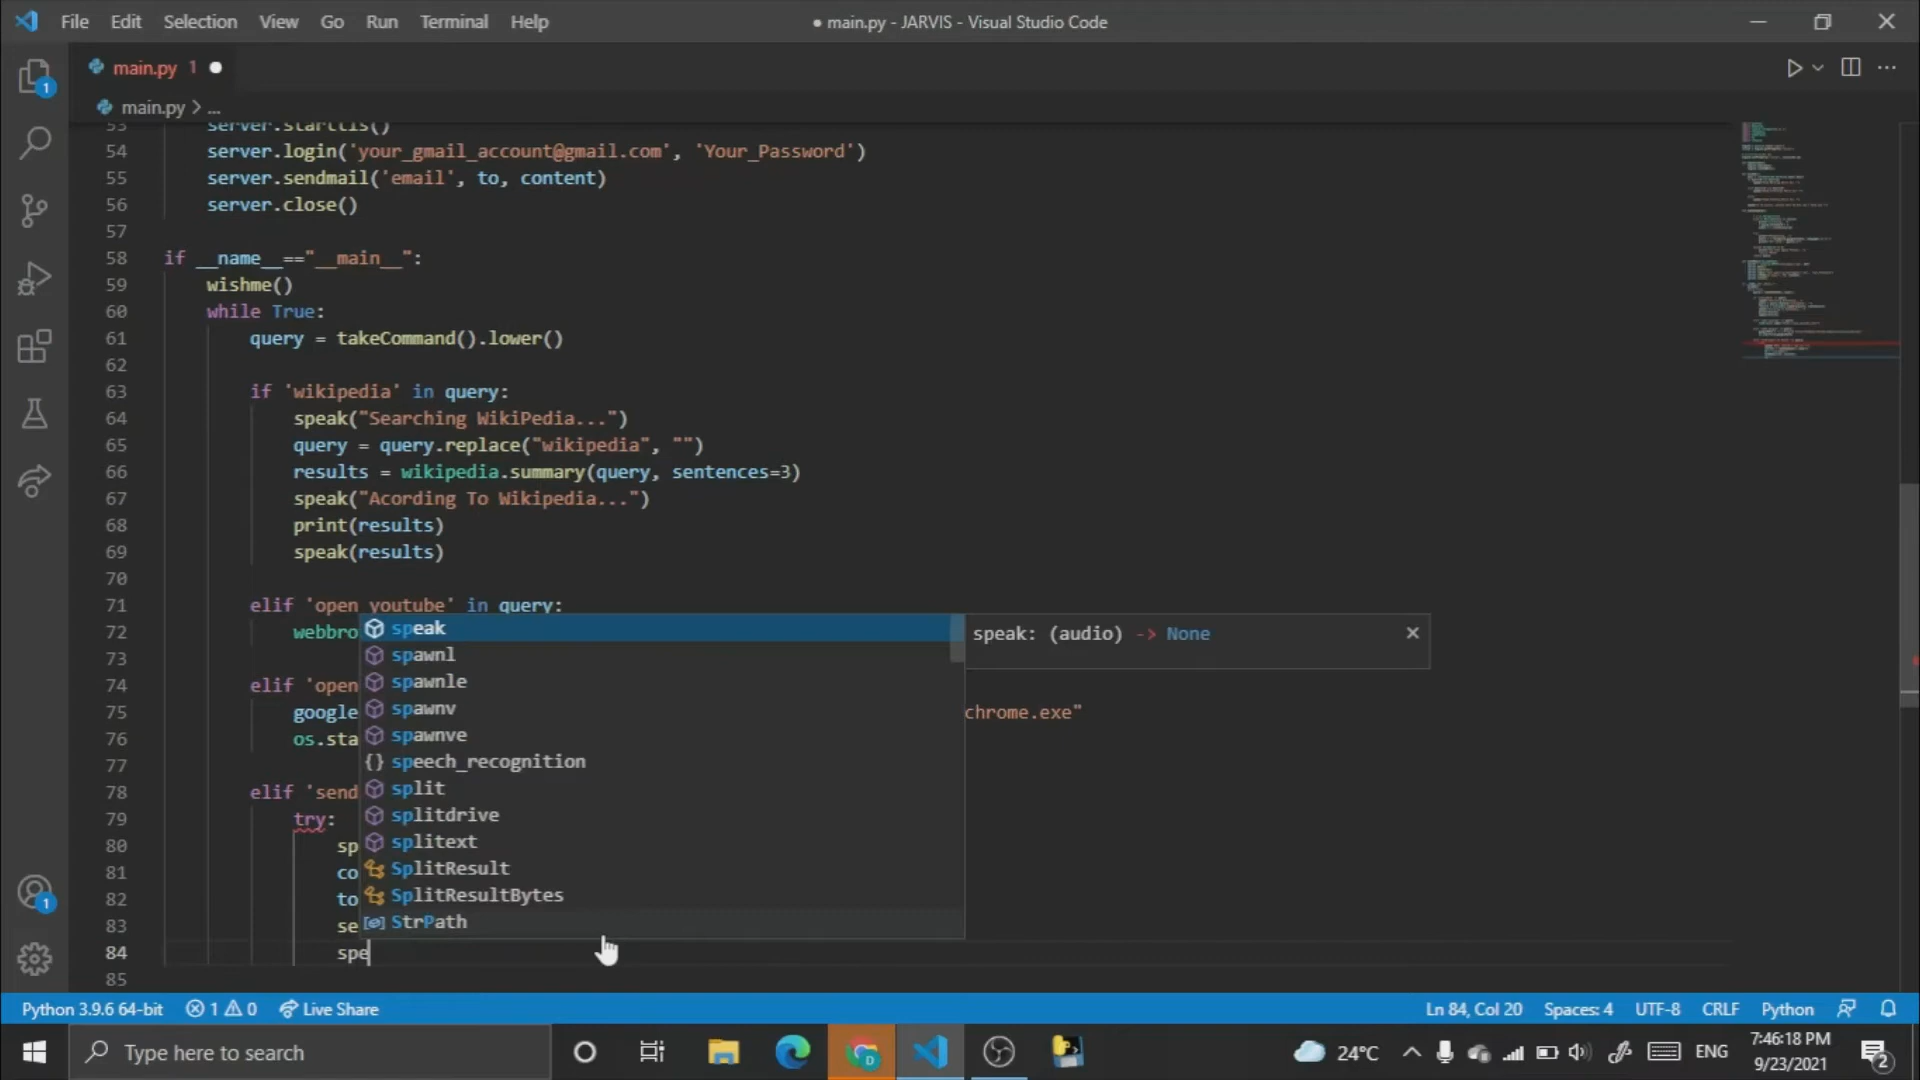 File Edit Selection View Go Run Terminal Help
● main.py - JARVIS - Visual Studio Code
main.py 1
main.py > ...
53 server.starttls()
54 server.login('your_gmail_account@gmail.com', 'Your_Password')
55 server.sendmail('email', to, content)
56 server.close()
57
58 if __name__=="__main__":
59 wishme()
60 while True:
61 query = takeCommand().lower()
62
63 if 'wikipedia' in query:
64 speak("Searching WikiPedia...")
65 query = query.replace("wikipedia", "")
66 results = wikipedia.summary(query, sentences=3)
67 speak("Acording To Wikipedia...")
68 print(results)
69 speak(results)
70
71 elif 'open youtube' in query:
72 webbro
73
74 elif 'open
75 google chrome.exe"
76 os.sta
77
78 elif 'send
79 try:
80 sp
81 co
82 to
83 se
84 spe
85
speak
spawnl
spawnle
spawnv
spawnve
{} speech_recognition
split
splitdrive
splitext
SplitResult
SplitResultBytes
StrPath
speak: (audio) -> None
1
1
Python 3.9.6 64-bit 1 0 Live Share
Ln 84, Col 20 Spaces: 4 UTF-8 CRLF Python
Type here to search
D
24°C ENG
7:46:18 PM
9/23/2021
2